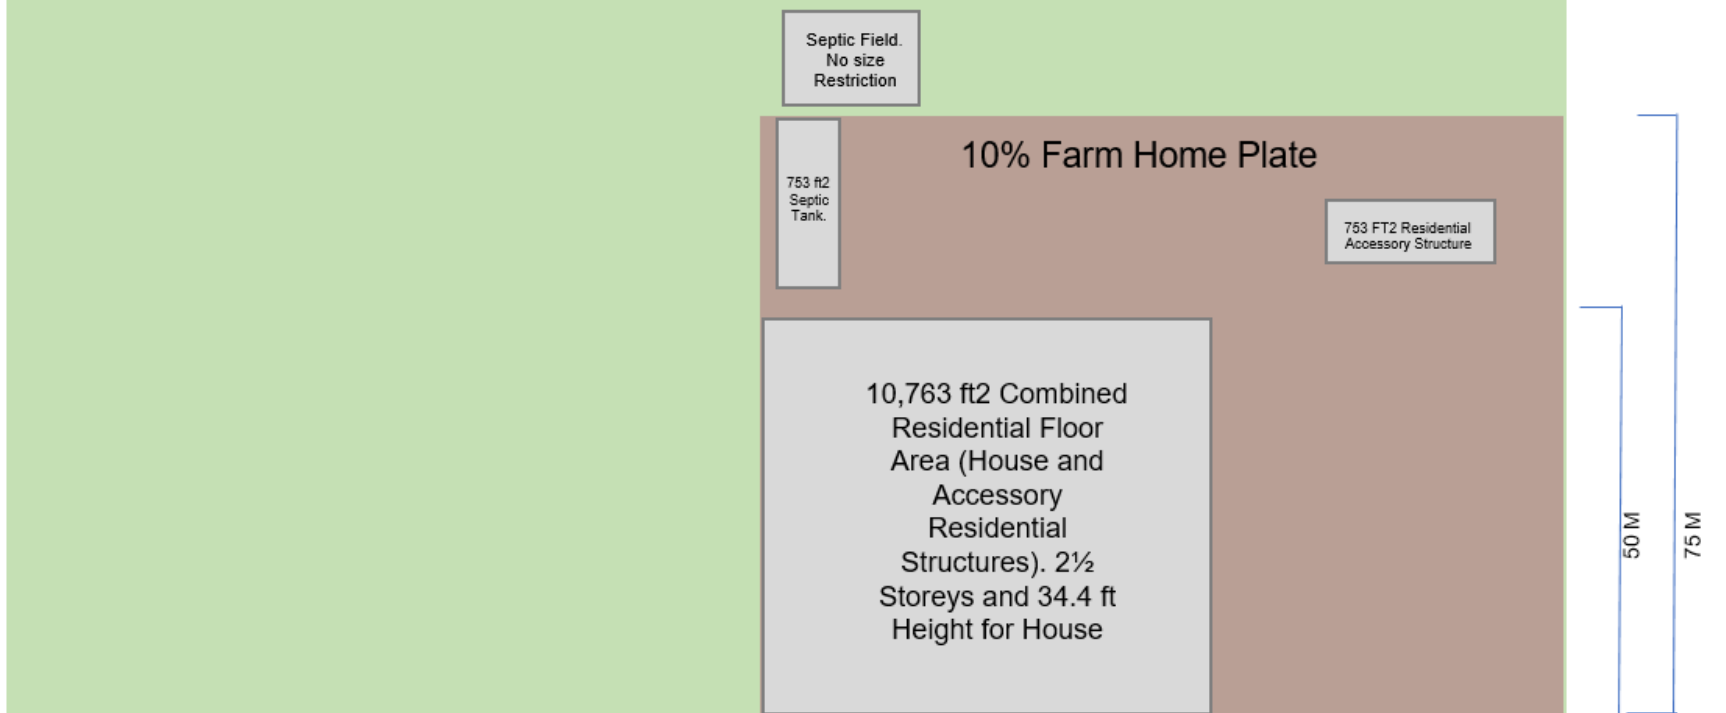 Septic Field.
No size
Restriction
10% Farm Home Plate
753 ft2
Septic
Tank.
753 FT2 Residential
Accessory Structure
10,763 ft2 Combined
Residential Floor
Area (House and
Accessory
Residential
Structures). 2½
Storeys and 34.4 ft
Height for House
50 M
75 M